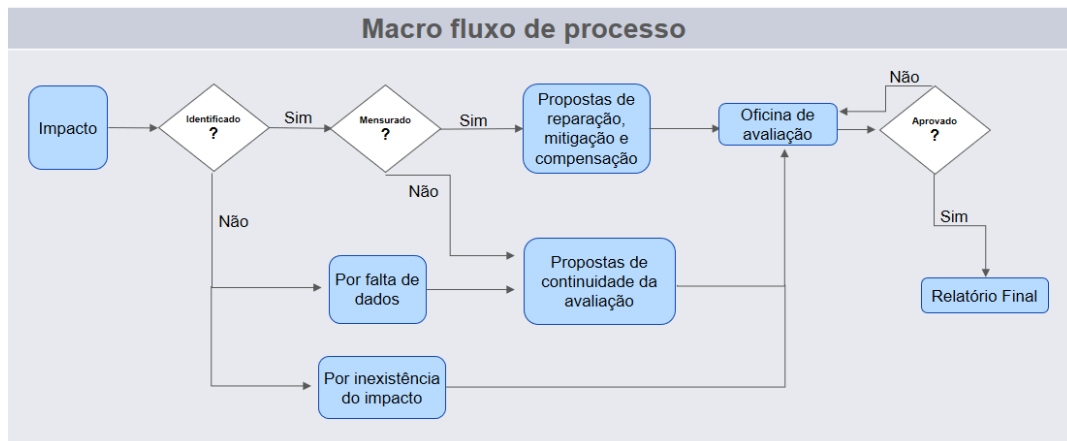 Macro fluxo de processo
Impacto
Identificado
?
Sim
Mensurado
?
Sim
Propostas de
reparação,
mitigação e
compensação
Oficina de
avaliação
Não
Aprovado
?
Não
Não
Sim
Por falta de
dados
Propostas de
continuidade da
avaliação
Relatório Final
Por inexistência
do impacto